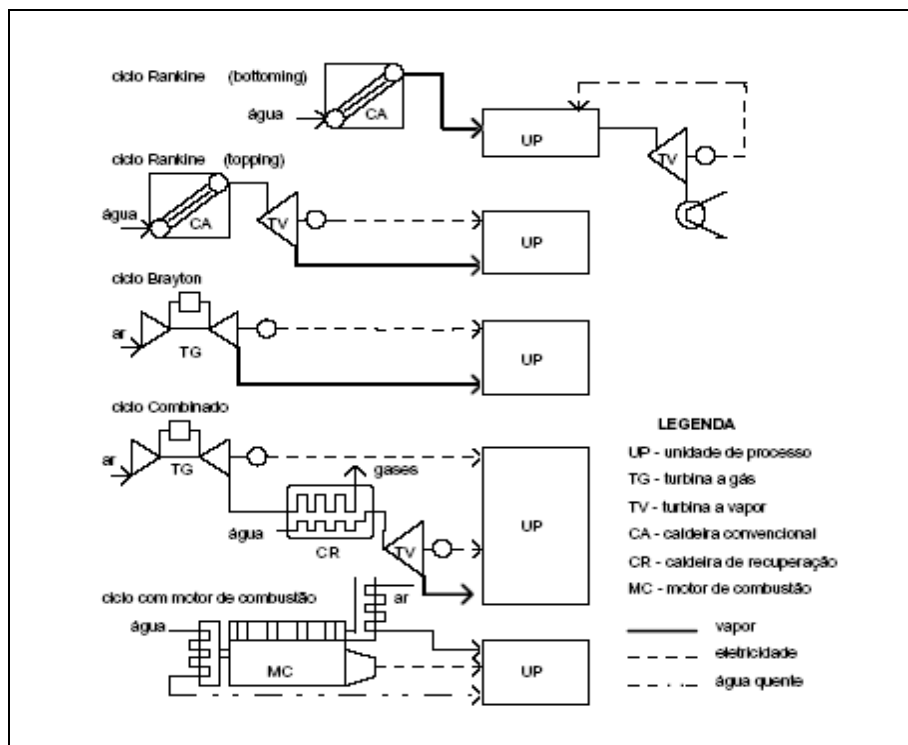 ciclo Rankine (bottoming)
água
CA
UP
TV
ciclo Rankine (topping)
água
CA
TV
UP
ciclo Brayton
ar
TG
UP
ciclo Combinado
ar
TG
gases
água
CR
TV
UP
ciclo com motor de combustão
ar
água
MC
UP
LEGENDA
UP - unidade de processo
TG - turbina a gás
TV - turbina a vapor
CA - caldeira convencional
CR - caldeira de recuperação
MC - motor de combustão
vapor
eletricidade
água quente